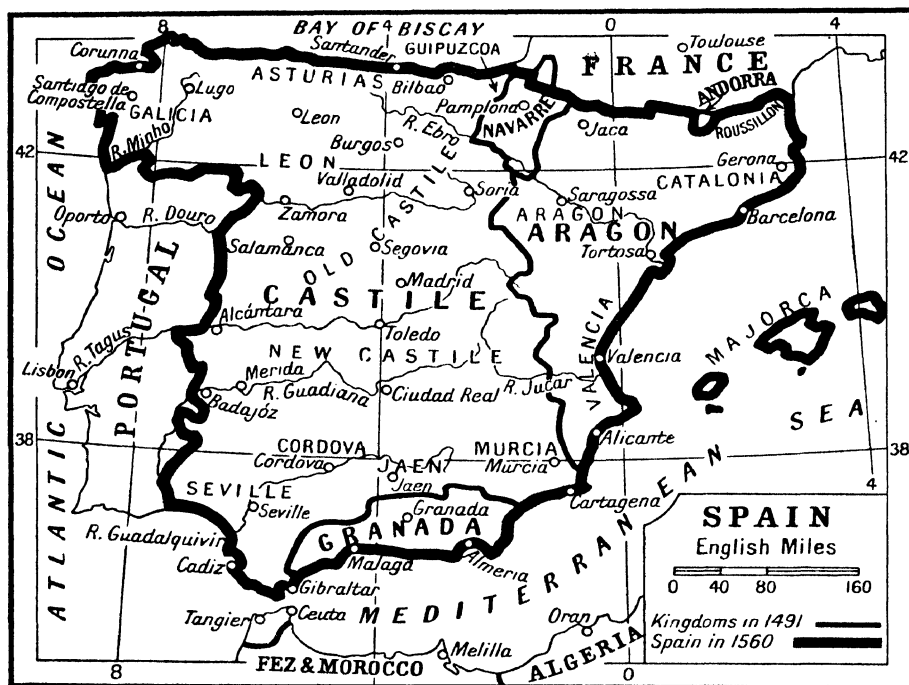 8
BAY OF BISCAY
4
0
4
Corunna
Santander
GUIPUZCOA
Toulouse
FRANCE
ASTURIAS
Bilbao
ANDORRA
Santiago de
Compostella
Lugo
Pamplona
NAVARRE
ROUSSILLON
GALICIA
Leon
R. Ebro
Jaca
R. Minho
Burgos
42
42
LEON
Gerona
CATALONIA
Valladolid
Soria
Saragossa
Zamora
Oporto
R. Douro
ARAGON
Barcelona
Salamanca
OLD CASTILE
Segovia
ARAGON
Tortosa
Madrid
CASTILE
PORTUGAL
Alcántara
Toledo
VALENCIA
MAJORCA
R. Tagus
NEW CASTILE
Valencia
Lisbon
Merida
R. Guadiana
Ciudad Real
R. Jucar
Badajóz
ATLANTIC OCEAN
38
38
CORDOVA
Cordova
JAEN
Jaen
MURCIA
Murcia
Alicante
SEVILLE
Seville
Granada
GRANADA
Cartagena
4
R. Guadalquivir
Cadiz
Malaga
Almeria
Gibraltar
MEDITERRANEAN SEA
Tangier
Ceuta
Oran
Melilla
ALGERIA
FEZ & MOROCCO
8
4
0
SPAIN
English Miles
0 40 80 160
Kingdoms in 1491
Spain in 1560